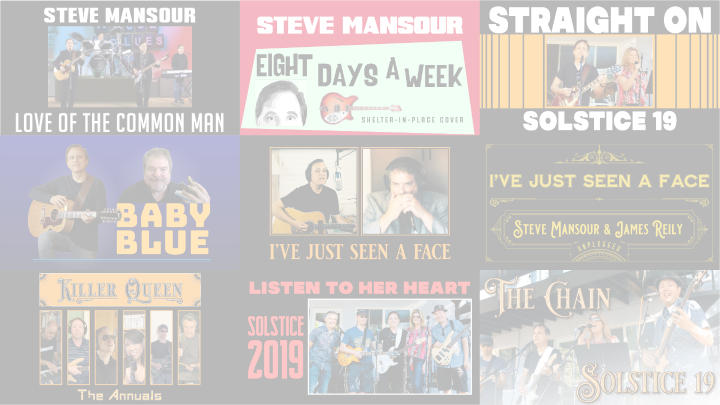 STEVE MANSOUR
LOVE OF THE COMMON MAN
STEVE MANSOUR
EIGHT DAYS A WEEK
SHELTER-IN-PLACE COVER
STRAIGHT ON
SOLSTICE 19
BABY
BLUE
I'VE JUST SEEN A FACE
I'VE JUST SEEN A FACE
STEVE MANSOUR & JAMES REILY
UNPLUGGED
KILLER QUEEN
The Annuals
LISTEN TO HER HEART
SOLSTICE
2019
THE CHAIN
SOLSTICE 19